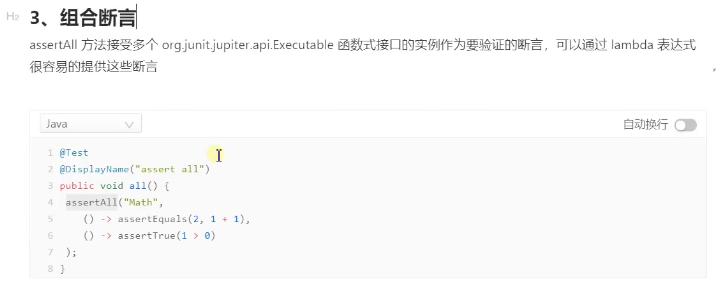 H2 3、组合断言
assertAll 方法接受多个 org.junit.jupiter.api.Executable 函数式接口的实例作为要验证的断言，可以通过 lambda 表达式
很容易的提供这些断言
Java 自动换行
1 @Test
2 @DisplayName("assert all")
3 public void all() {
4 assertAll("Math",
5 () -> assertEquals(2, 1 + 1),
6 () -> assertTrue(1 > 0)
7 );
8 }